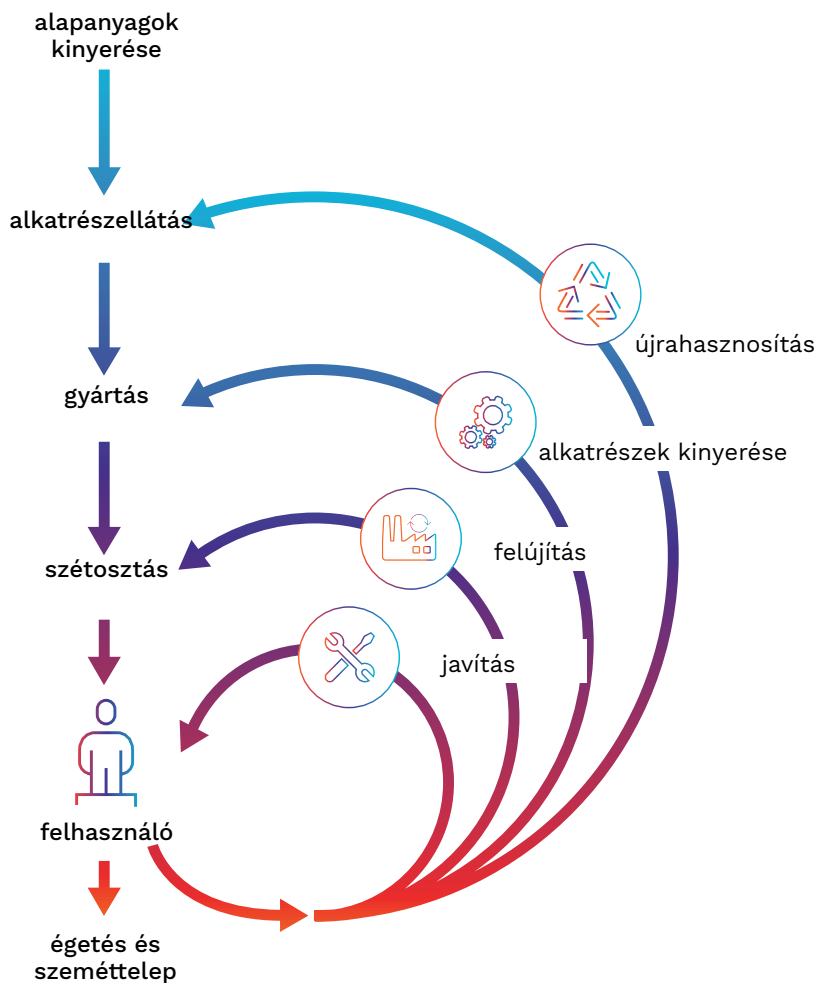 alapanyagok
kinyerése
alkatrészellátás
újrahasznosítás
gyártás
alkatrészek kinyerése
felújítás
szétosztás
javítás
felhasználó
égetés és
szeméttelep